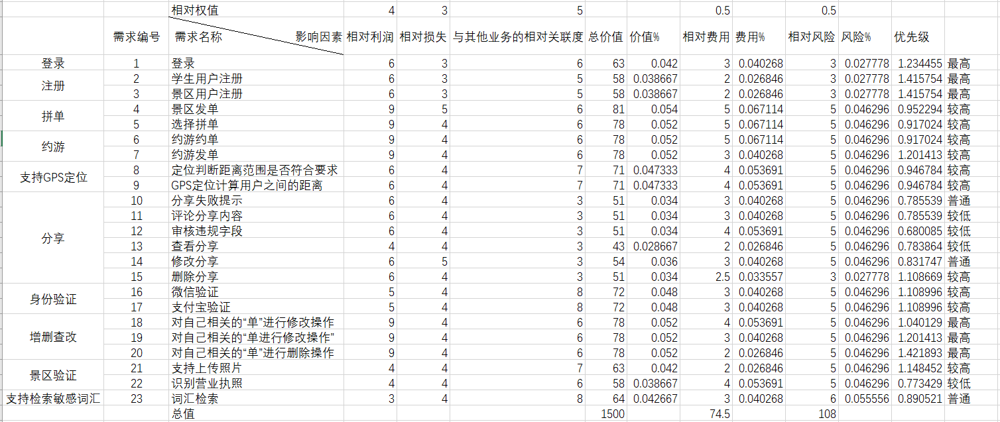 相对权值 4 3 5 0.5 0.5
需求编号 需求名称 影响因素 相对利润 相对损失 与其他业务的相对关联度 总价值 价值% 相对费用 费用% 相对风险 风险% 优先级
登录 1 登录 6 3 6 63 0.042 3 0.040268 3 0.027778 1.234455 最高
注册 2 学生用户注册 6 3 5 58 0.038667 2 0.026846 3 0.027778 1.415754 最高
3 景区用户注册 6 3 5 58 0.038667 2 0.026846 3 0.027778 1.415754 最高
拼单 4 景区发单 9 5 6 81 0.054 5 0.067114 5 0.046296 0.952294 较高
5 选择拼单 9 4 6 78 0.052 5 0.067114 5 0.046296 0.917024 较高
约游 6 约游约单 9 4 6 78 0.052 5 0.067114 5 0.046296 0.917024 较高
7 约游发单 9 4 6 78 0.052 3 0.040268 5 0.046296 1.201413 较高
支持GPS定位 8 定位判断距离范围是否符合要求 6 4 7 71 0.047333 4 0.053691 5 0.046296 0.946784 较高
9 GPS定位计算用户之间的距离 6 4 7 71 0.047333 4 0.053691 5 0.046296 0.946784 较高
分享 10 分享失败提示 6 4 3 51 0.034 3 0.040268 5 0.046296 0.785539 普通
11 评论分享内容 6 4 3 51 0.034 3 0.040268 5 0.046296 0.785539 较低
12 审核违规字段 6 4 3 51 0.034 4 0.053691 5 0.046296 0.680085 较低
13 查看分享 4 4 3 43 0.028667 2 0.026846 5 0.046296 0.783864 较低
14 修改分享 6 5 3 54 0.036 3 0.040268 5 0.046296 0.831747 普通
15 删除分享 6 4 3 51 0.034 2.5 0.033557 3 0.027778 1.108669 较高
身份验证 16 微信验证 5 4 8 72 0.048 3 0.040268 5 0.046296 1.108996 较高
17 支付宝验证 5 4 8 72 0.048 3 0.040268 5 0.046296 1.108996 较高
增删查改 18 对自己相关的“单”进行修改操作 9 4 6 78 0.052 4 0.053691 5 0.046296 1.040129 最高
19 对自己相关的“单进行修改操作” 9 4 6 78 0.052 3 0.040268 5 0.046296 1.201413 最高
20 对自己相关的“单”进行删除操作 9 4 6 78 0.052 2 0.026846 5 0.046296 1.421893 最高
景区验证 21 支持上传照片 4 4 7 63 0.042 2 0.026846 5 0.046296 1.148452 较高
22 识别营业执照 4 4 6 58 0.038667 4 0.053691 5 0.046296 0.773429 较低
支持检索敏感词汇 23 词汇检索 3 4 8 64 0.042667 3 0.040268 6 0.055556 0.890521 普通
总值 1500 74.5 108